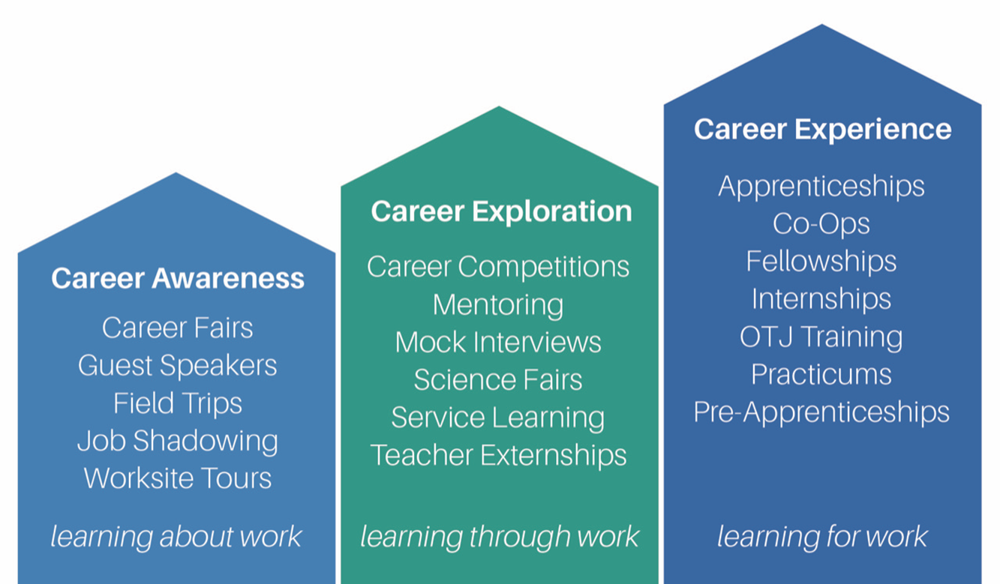 Career Awareness
Career Fairs
Guest Speakers
Field Trips
Job Shadowing
Worksite Tours
learning about work
Career Exploration
Career Competitions
Mentoring
Mock Interviews
Science Fairs
Service Learning
Teacher Externships
learning through work
Career Experience
Apprenticeships
Co-Ops
Fellowships
Internships
OTJ Training
Practicums
Pre-Apprenticeships
learning for work